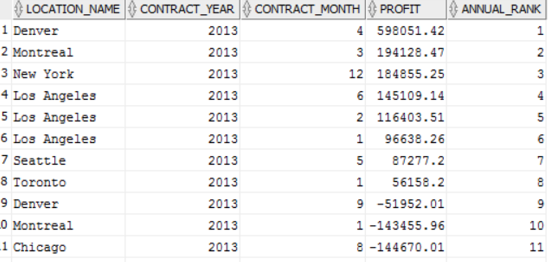 LOCATION_NAME CONTRACT_YEAR CONTRACT_MONTH PROFIT ANNUAL_RANK
1 Denver 2013 4 598051.42 1
2 Montreal 2013 3 194128.47 2
3 New York 2013 12 184855.25 3
4 Los Angeles 2013 6 145109.14 4
5 Los Angeles 2013 2 116403.51 5
6 Los Angeles 2013 1 96638.26 6
7 Seattle 2013 5 87277.2 7
8 Toronto 2013 1 56158.2 8
9 Denver 2013 9 -51952.01 9
0 Montreal 2013 1 -143455.96 10
1 Chicago 2013 8 -144670.01 11